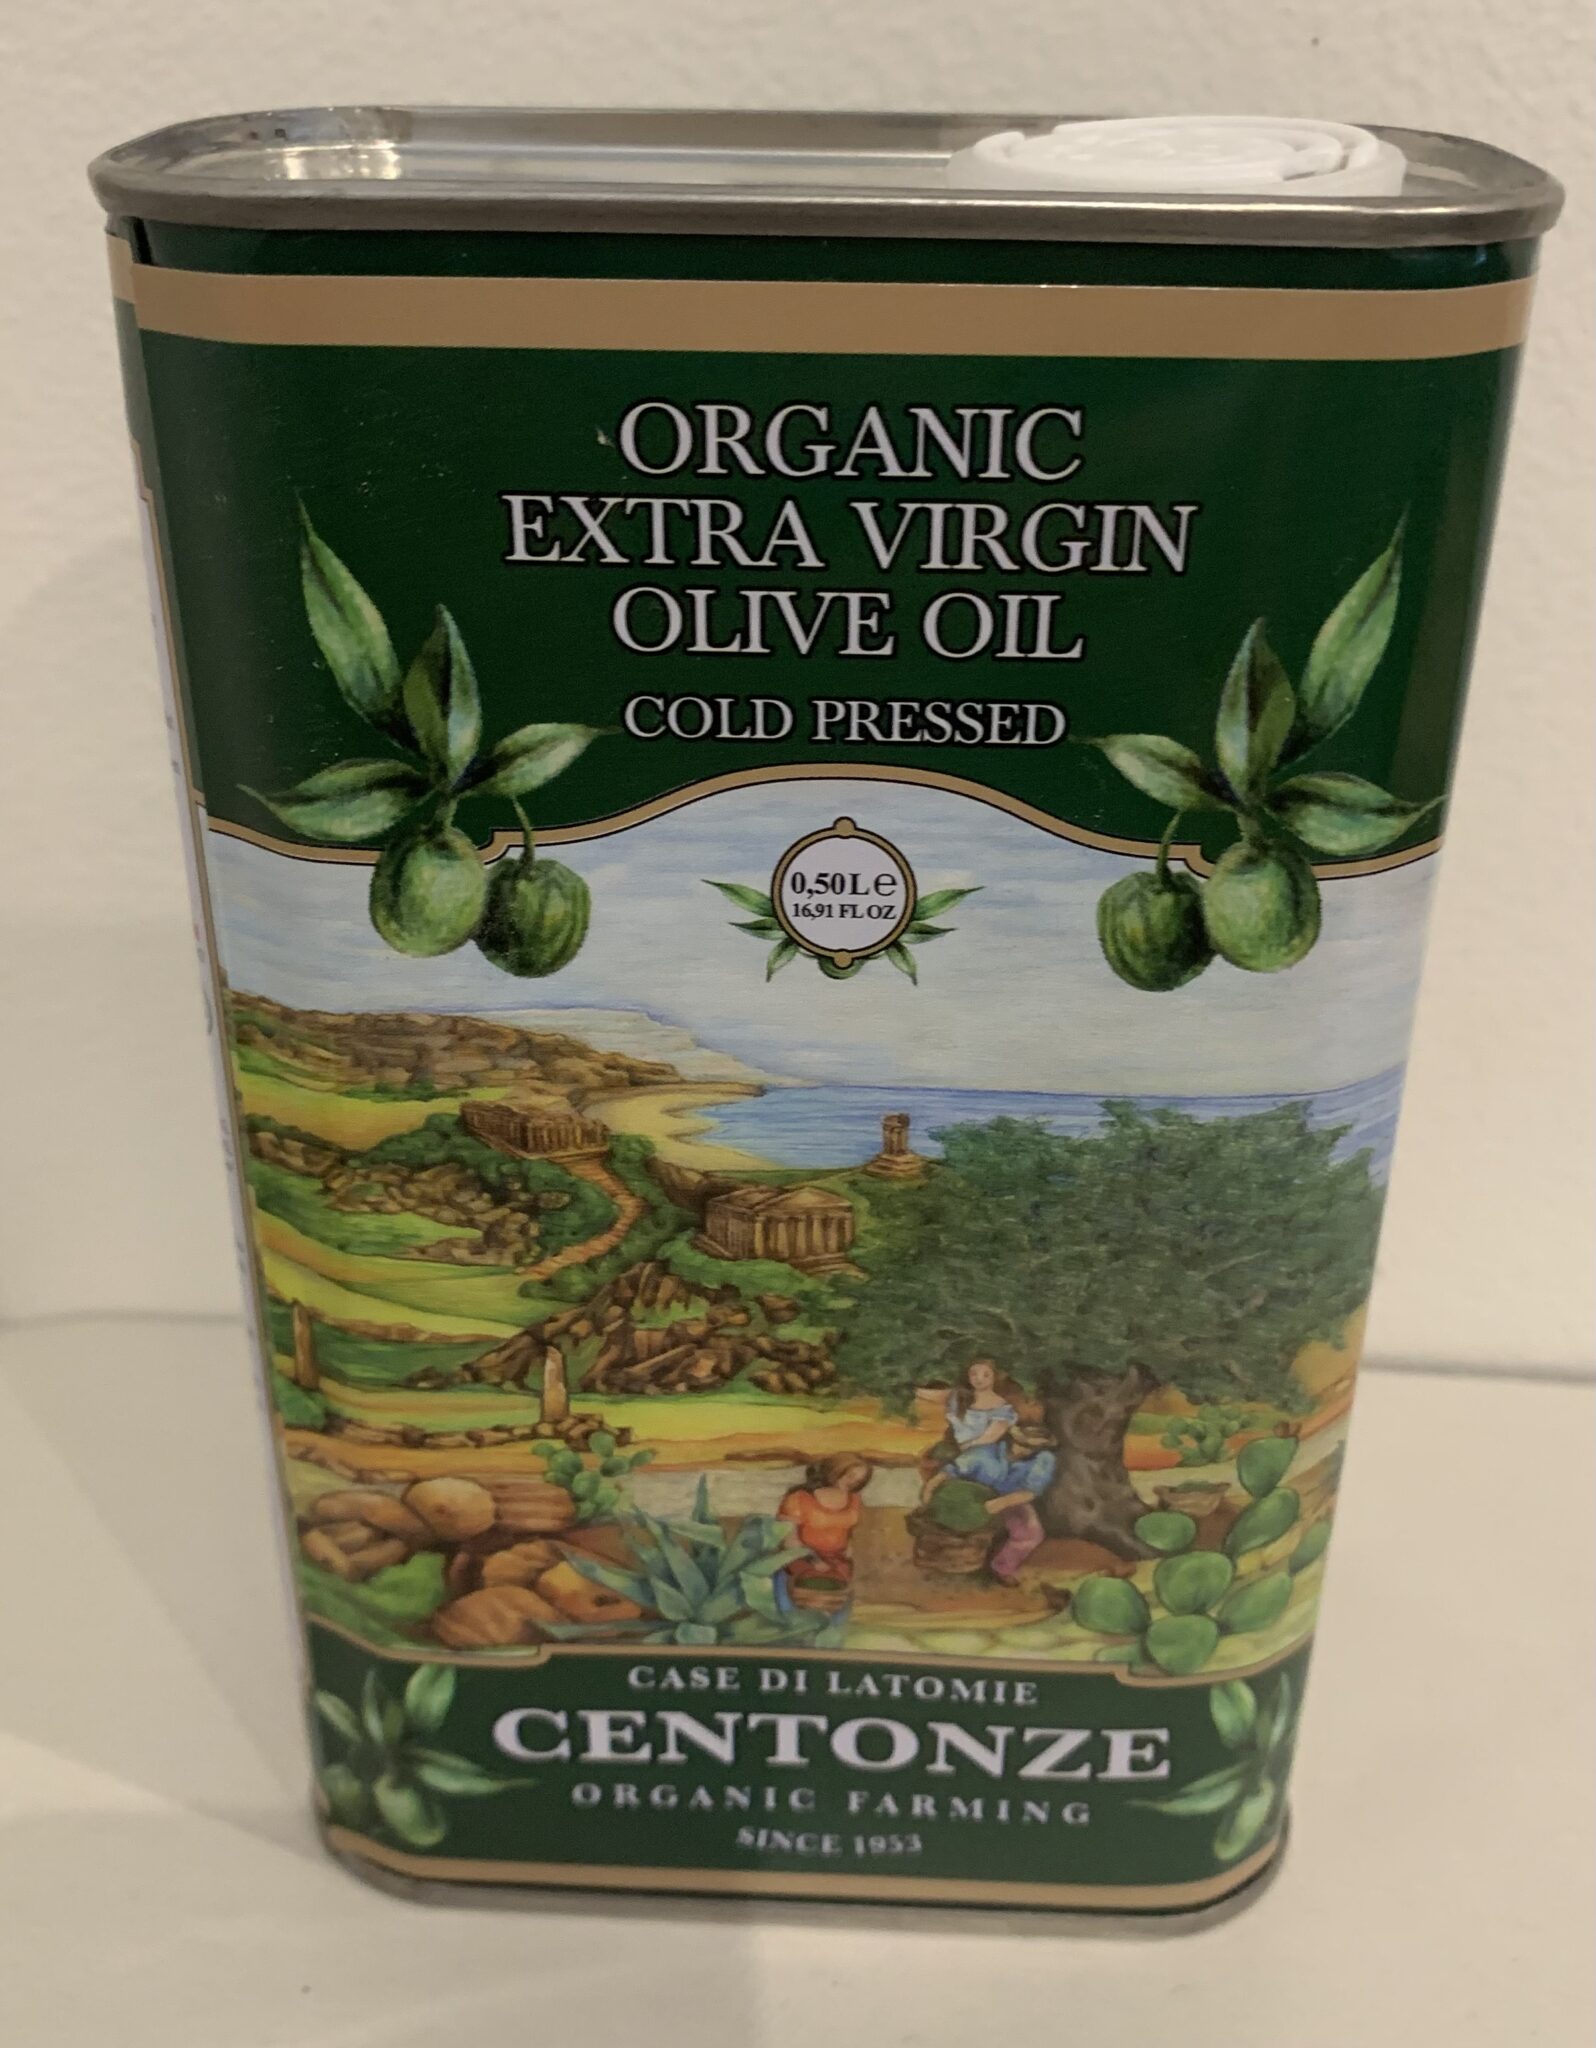 ORGANIC
EXTRA VIRGIN
OLIVE OIL
COLD PRESSED
0,50 L ℮
16,91 FL OZ
CASE DI LATOMIE
CENTONZE
ORGANIC FARMING
SINCE 1953